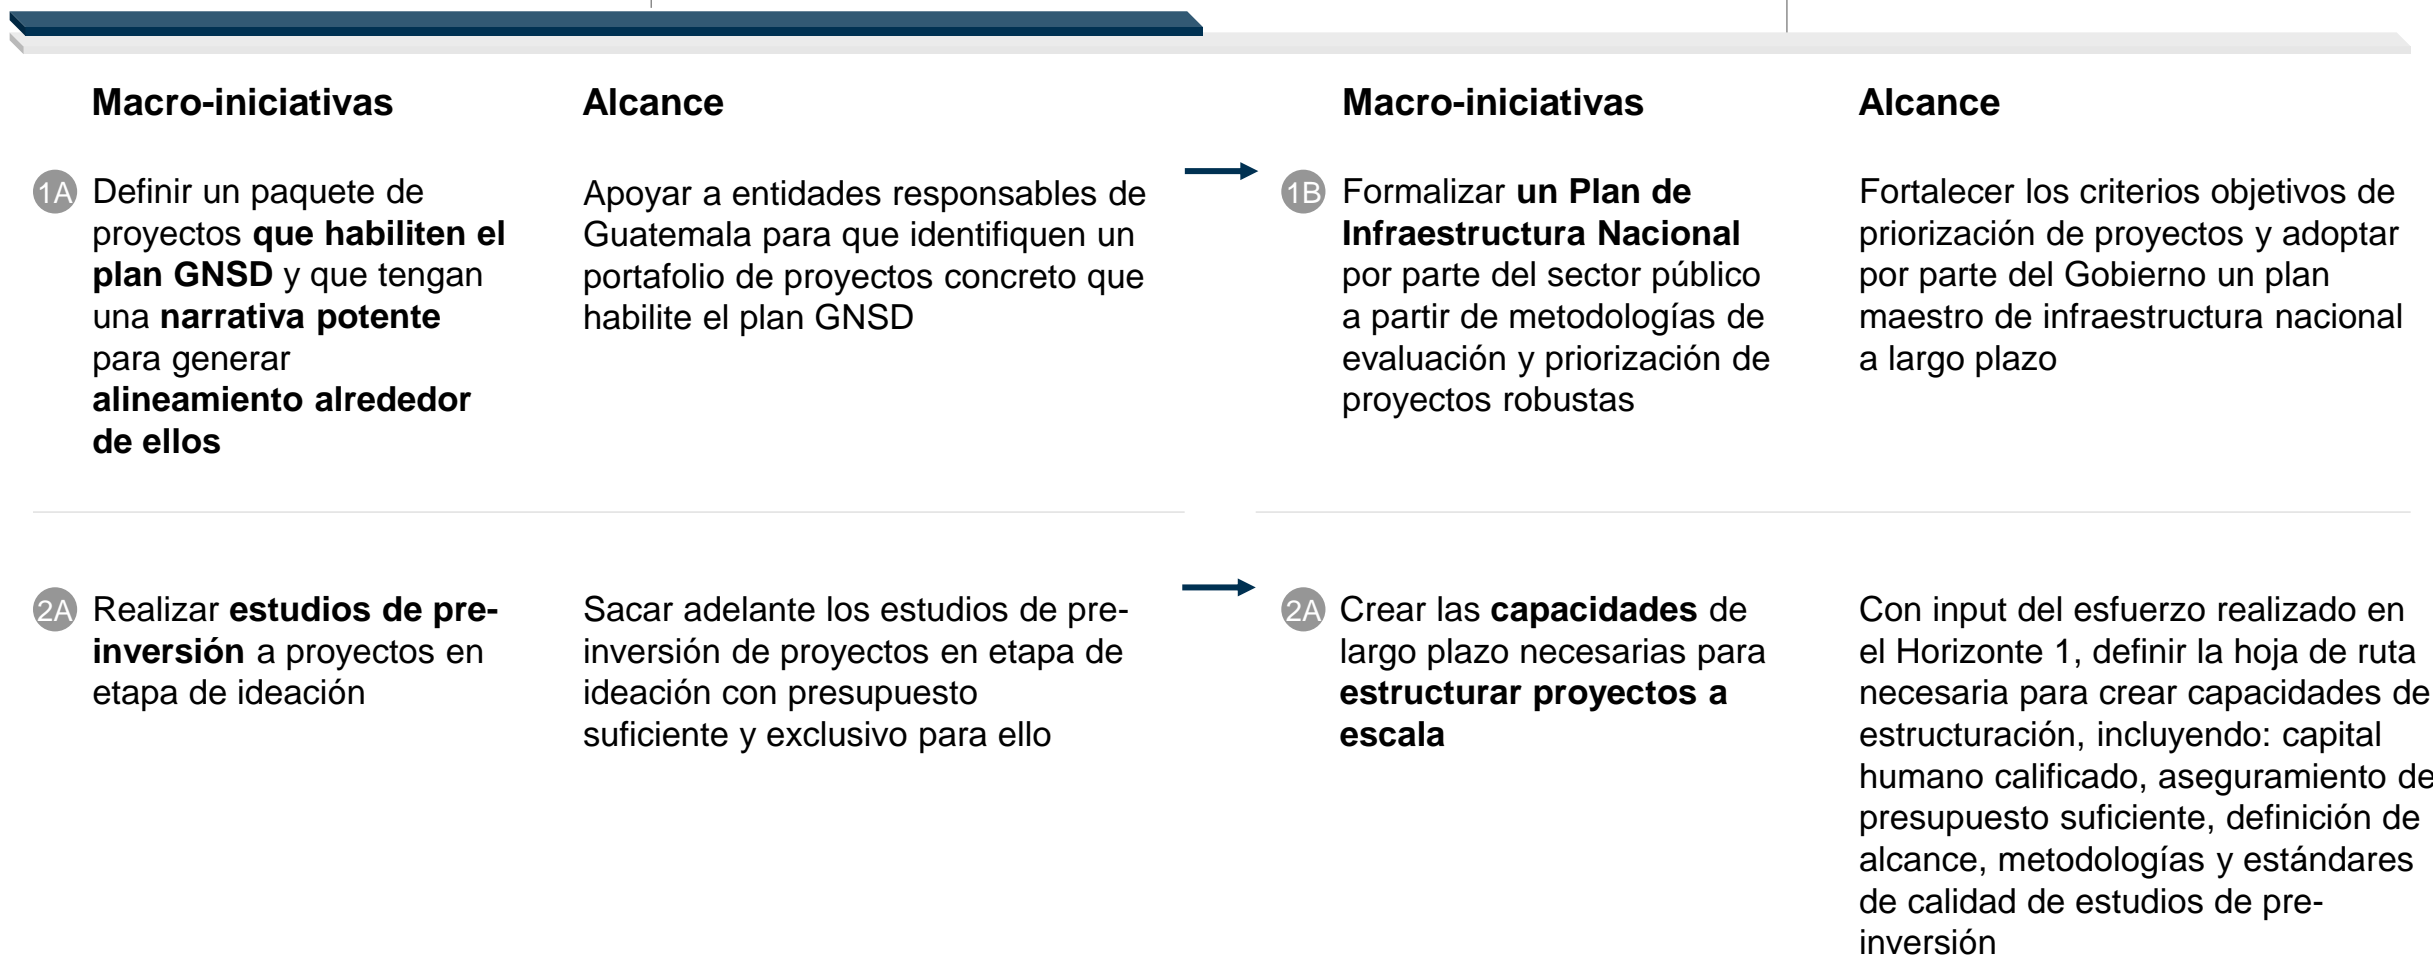 Macro-iniciativas
Alcance
Macro-iniciativas
Alcance
1A
Definir un paquete de
proyectos que habiliten el
plan GNSD y que tengan
una narrativa potente
para generar
alineamiento alrededor
de ellos
Apoyar a entidades responsables de
Guatemala para que identifiquen un
portafolio de proyectos concreto que
habilite el plan GNSD
1B
Formalizar un Plan de
Infraestructura Nacional
por parte del sector público
a partir de metodologías de
evaluación y priorización de
proyectos robustas
Fortalecer los criterios objetivos de
priorización de proyectos y adoptar
por parte del Gobierno un plan
maestro de infraestructura nacional
a largo plazo
2A
Realizar estudios de pre-
inversión a proyectos en
etapa de ideación
Sacar adelante los estudios de pre-
inversión de proyectos en etapa de
ideación con presupuesto
suficiente y exclusivo para ello
2A
Crear las capacidades de
largo plazo necesarias para
estructurar proyectos a
escala
Con input del esfuerzo realizado en
el Horizonte 1, definir la hoja de ruta
necesaria para crear capacidades de
estructuración, incluyendo: capital
humano calificado, aseguramiento de
presupuesto suficiente, definición de
alcance, metodologías y estándares
de calidad de estudios de pre-
inversión